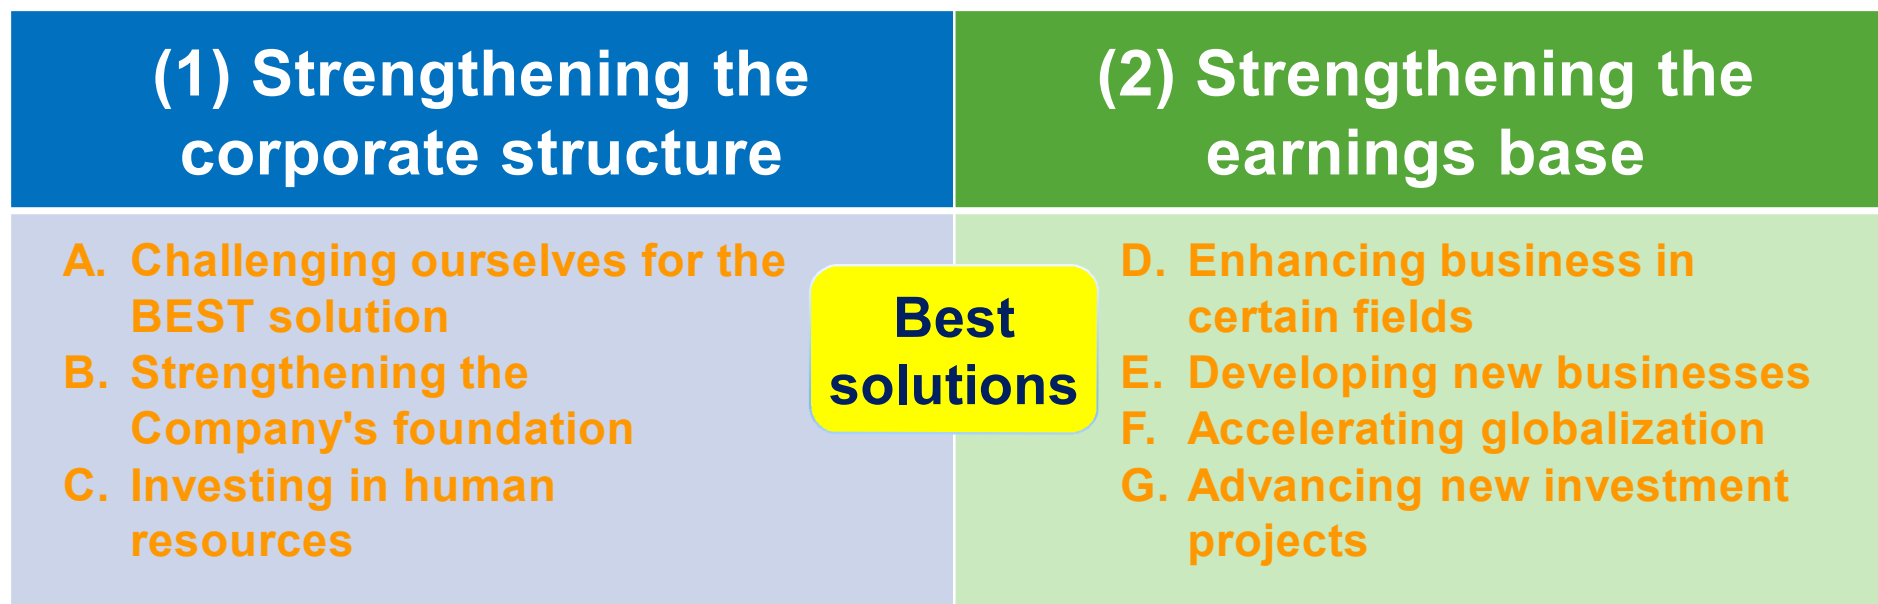 (1) Strengthening the
corporate structure
(2) Strengthening the
earnings base
A. Challenging ourselves for the
BEST solution
B. Strengthening the
Company's foundation
C. Investing in human
resources
Best
solutions
D. Enhancing business in
certain fields
E. Developing new businesses
F. Accelerating globalization
G. Advancing new investment
projects